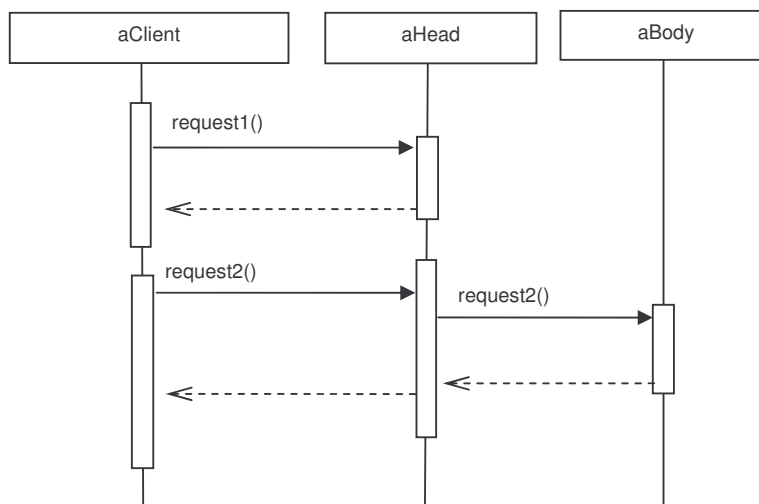 aClient
aHead
aBody
request1()
request2()
request2()